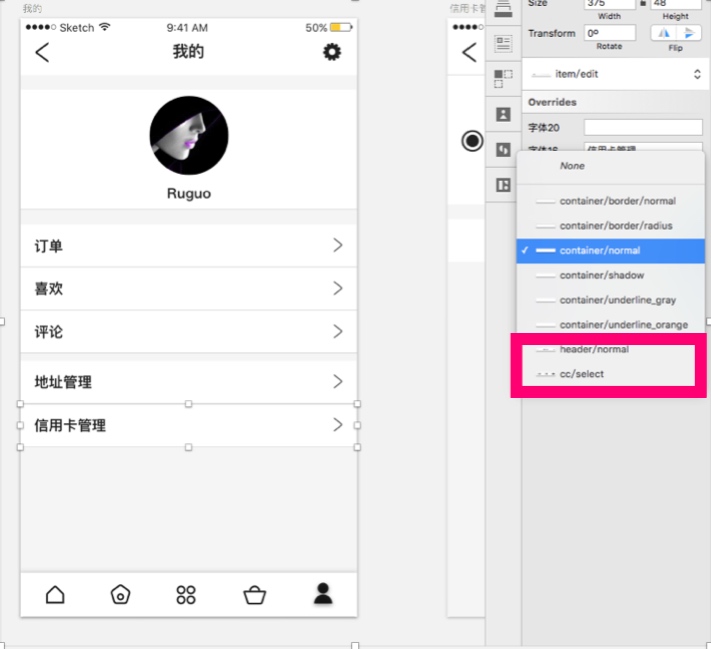 我的
●●●●○ Sketch
9:41 AM
50%
我的
Ruguo
订单
喜欢
评论
地址管理
信用卡管理
信用卡管
●●●●
Size
375
48
Width
Height
Transform
0º
Rotate
Flip
item/edit
Overrides
字体20
字体16
信用卡管理
None
container/border/normal
container/border/radius
✓ container/normal
container/shadow
container/underline_gray
container/underline_orange
header/normal
cc/select